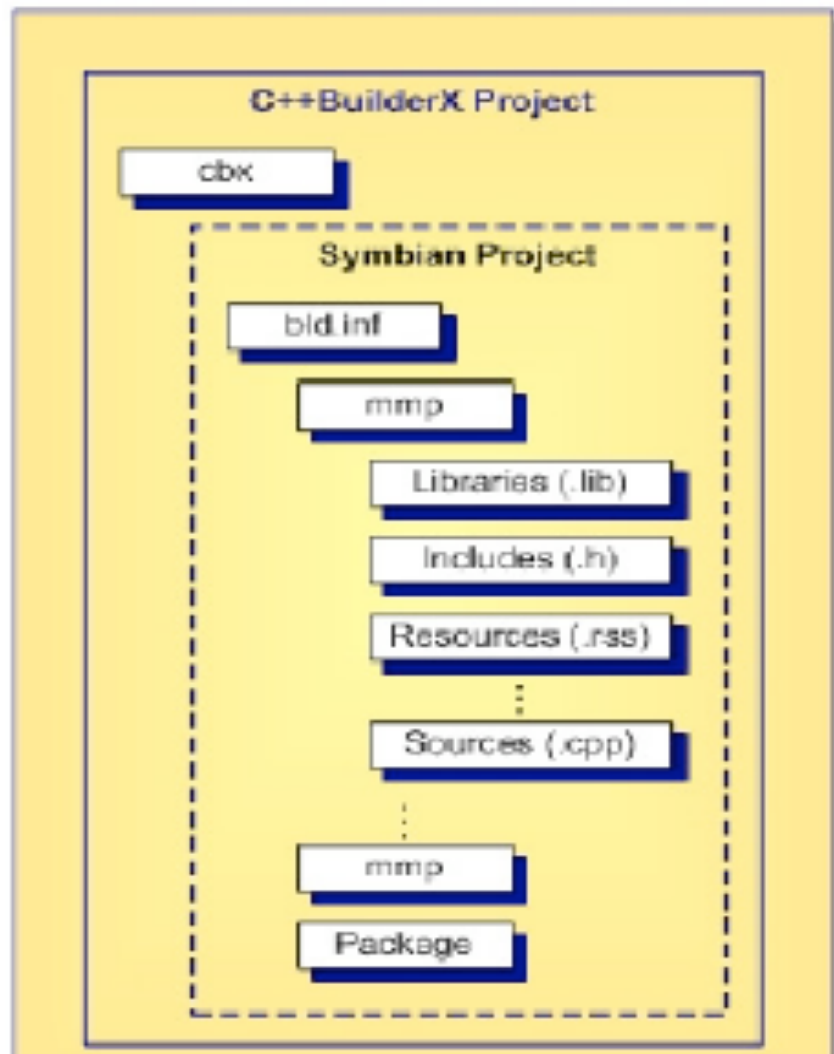 C++BuilderX Project
cbx
Symbian Project
bld.inf
mmp
Libraries (.lib)
Includes (.h)
Resources (.rss)
Sources (.cpp)
mmp
Package